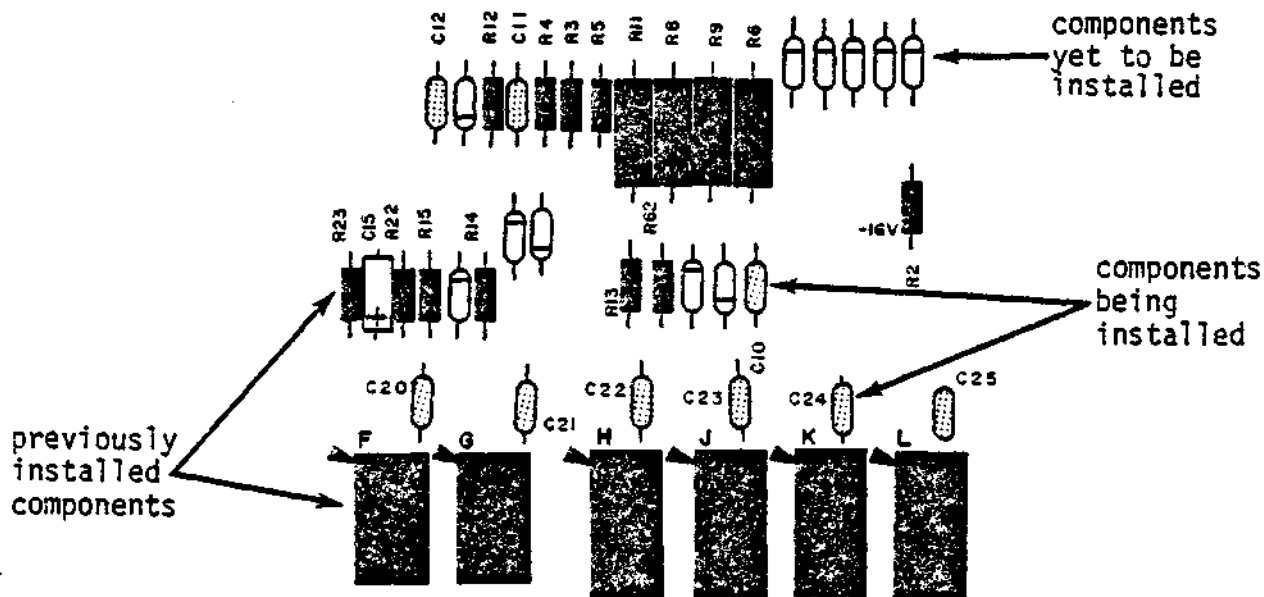 components
yet to be
installed
C12
R12
C11
R4
R3
R5
R11
R8
R9
R6
R23
C15
R22
R15
R14
R62
R13
-16V
R2
components
being
installed
C10
C20
C21
C22
C23
C24
C25
previously
installed
components
F
G
H
J
K
L